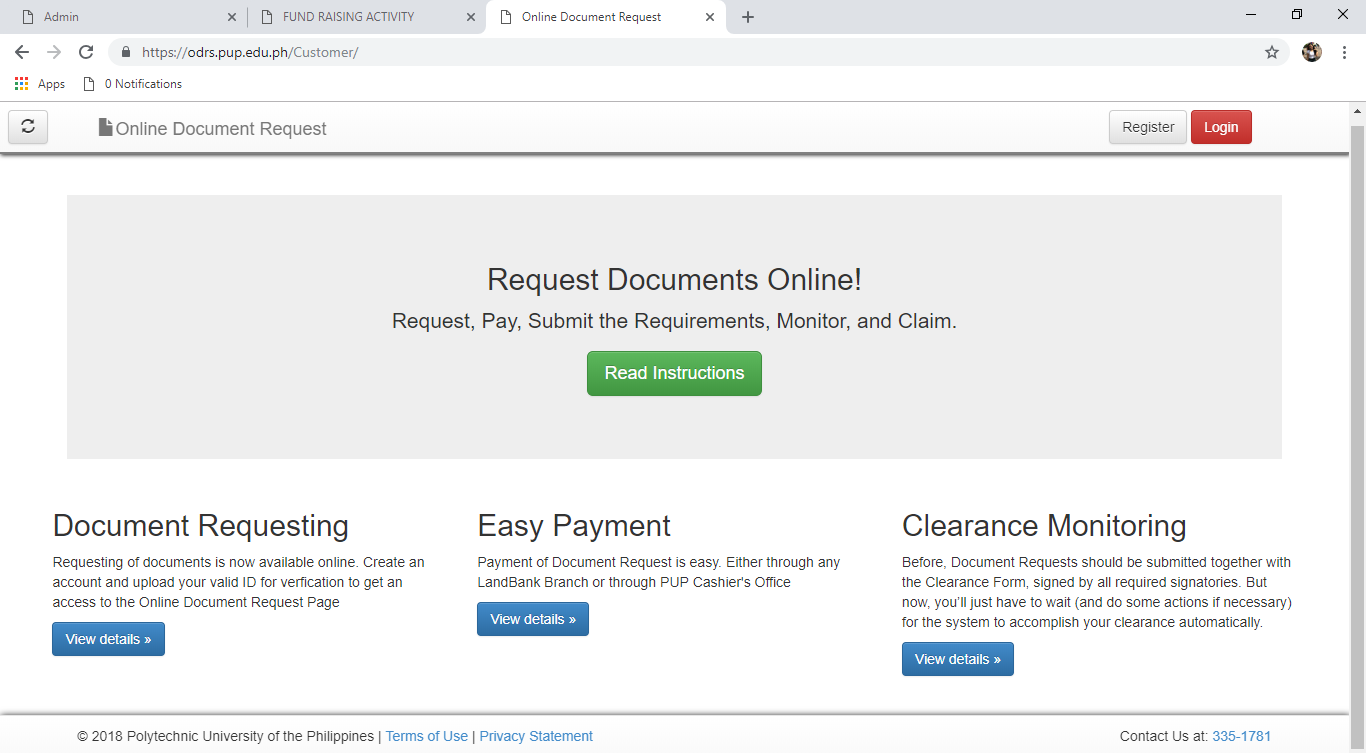 Admin
FUND RAISING ACTIVITY
Online Document Request
https://odrs.pup.edu.ph/Customer/
Apps
0 Notifications
Online Document Request
Register
Login
Request Documents Online!
Request, Pay, Submit the Requirements, Monitor, and Claim.
Read Instructions
Document Requesting
Requesting of documents is now available online. Create an
account and upload your valid ID for verfication to get an
access to the Online Document Request Page
View details »
Easy Payment
Payment of Document Request is easy. Either through any
LandBank Branch or through PUP Cashier's Office
View details »
Clearance Monitoring
Before, Document Requests should be submitted together with
the Clearance Form, signed by all required signatories. But
now, you'll just have to wait (and do some actions if necessary)
for the system to accomplish your clearance automatically.
View details »
© 2018 Polytechnic University of the Philippines | Terms of Use | Privacy Statement
Contact Us at: 335-1781